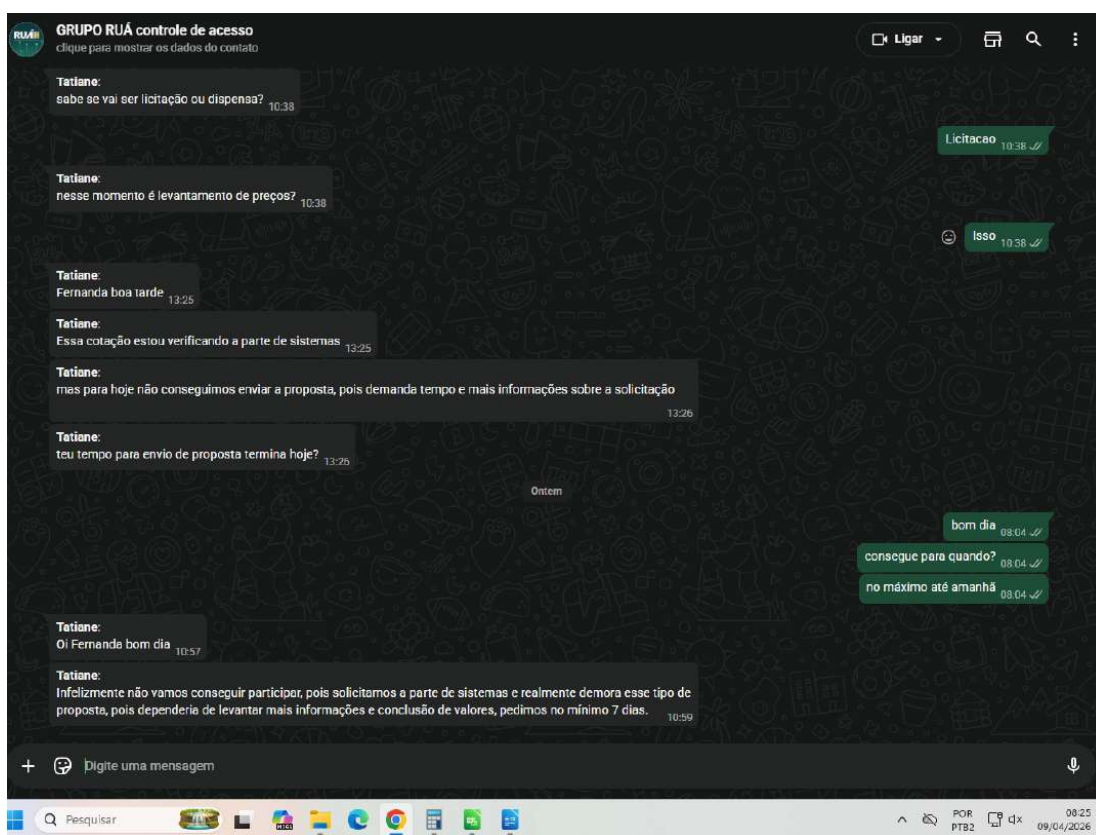 RUÁ
GRUPO RUÁ controle de acesso
clique para mostrar os dados do contato
Ligar
Tatiane:
sabe se vai ser licitação ou dispensa? 10:38
Licitacao 10:38
Tatiane:
nesse momento é levantamento de preços? 10:38
Isso 10:38
Tatiane:
Fernanda boa tarde 13:25
Tatiane:
Essa cotação estou verificando a parte de sistemas 13:25
Tatiane:
mas para hoje não conseguimos enviar a proposta, pois demanda tempo e mais informações sobre a solicitação
13:26
Tatiane:
teu tempo para envio de proposta termina hoje? 13:26
Ontem
bom dia 08:04
consegue para quando? 08:04
no máximo até amanhã 08:04
Tatiane:
Oi Fernanda bom dia 10:57
Tatiane:
Infelizmente não vamos conseguir participar, pois solicitamos a parte de sistemas e realmente demora esse tipo de
proposta, pois dependeria de levantar mais informações e conclusão de valores, pedimos no mínimo 7 dias. 10:59
Digite uma mensagem
Pesquisar
POR
PTB2
08:25
09/04/2026